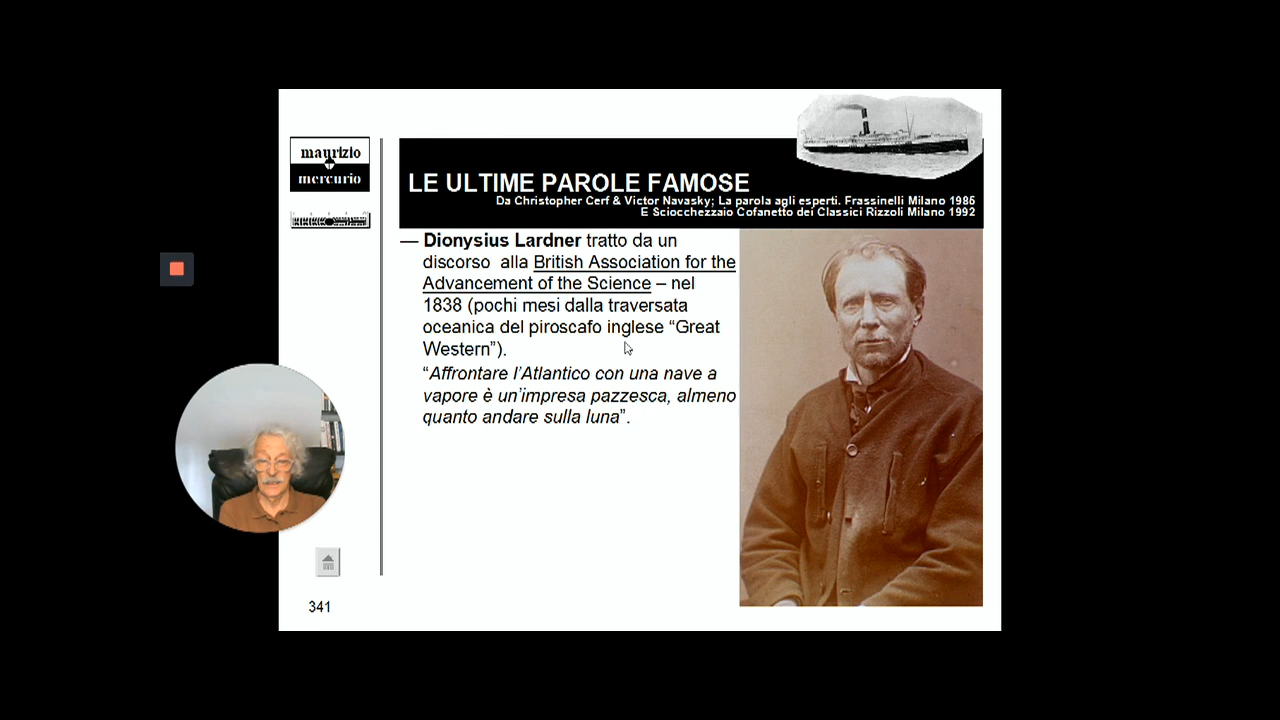 maurizio
mercurio
LE ULTIME PAROLE FAMOSE
Da Christopher Cerf & Victor Navasky; La parola agli esperti. Frassinelli Milano 1985
E Sciocchezzaio Cofanetto dei Classici Rizzoli Milano 1992
— Dionysius Lardner tratto da un
discorso alla British Association for the
Advancement of the Science – nel
1838 (pochi mesi dalla traversata
oceanica del piroscafo inglese “Great
Western”).
“Affrontare l’Atlantico con una nave a
vapore è un’impresa pazzesca, almeno
quanto andare sulla luna”.
341